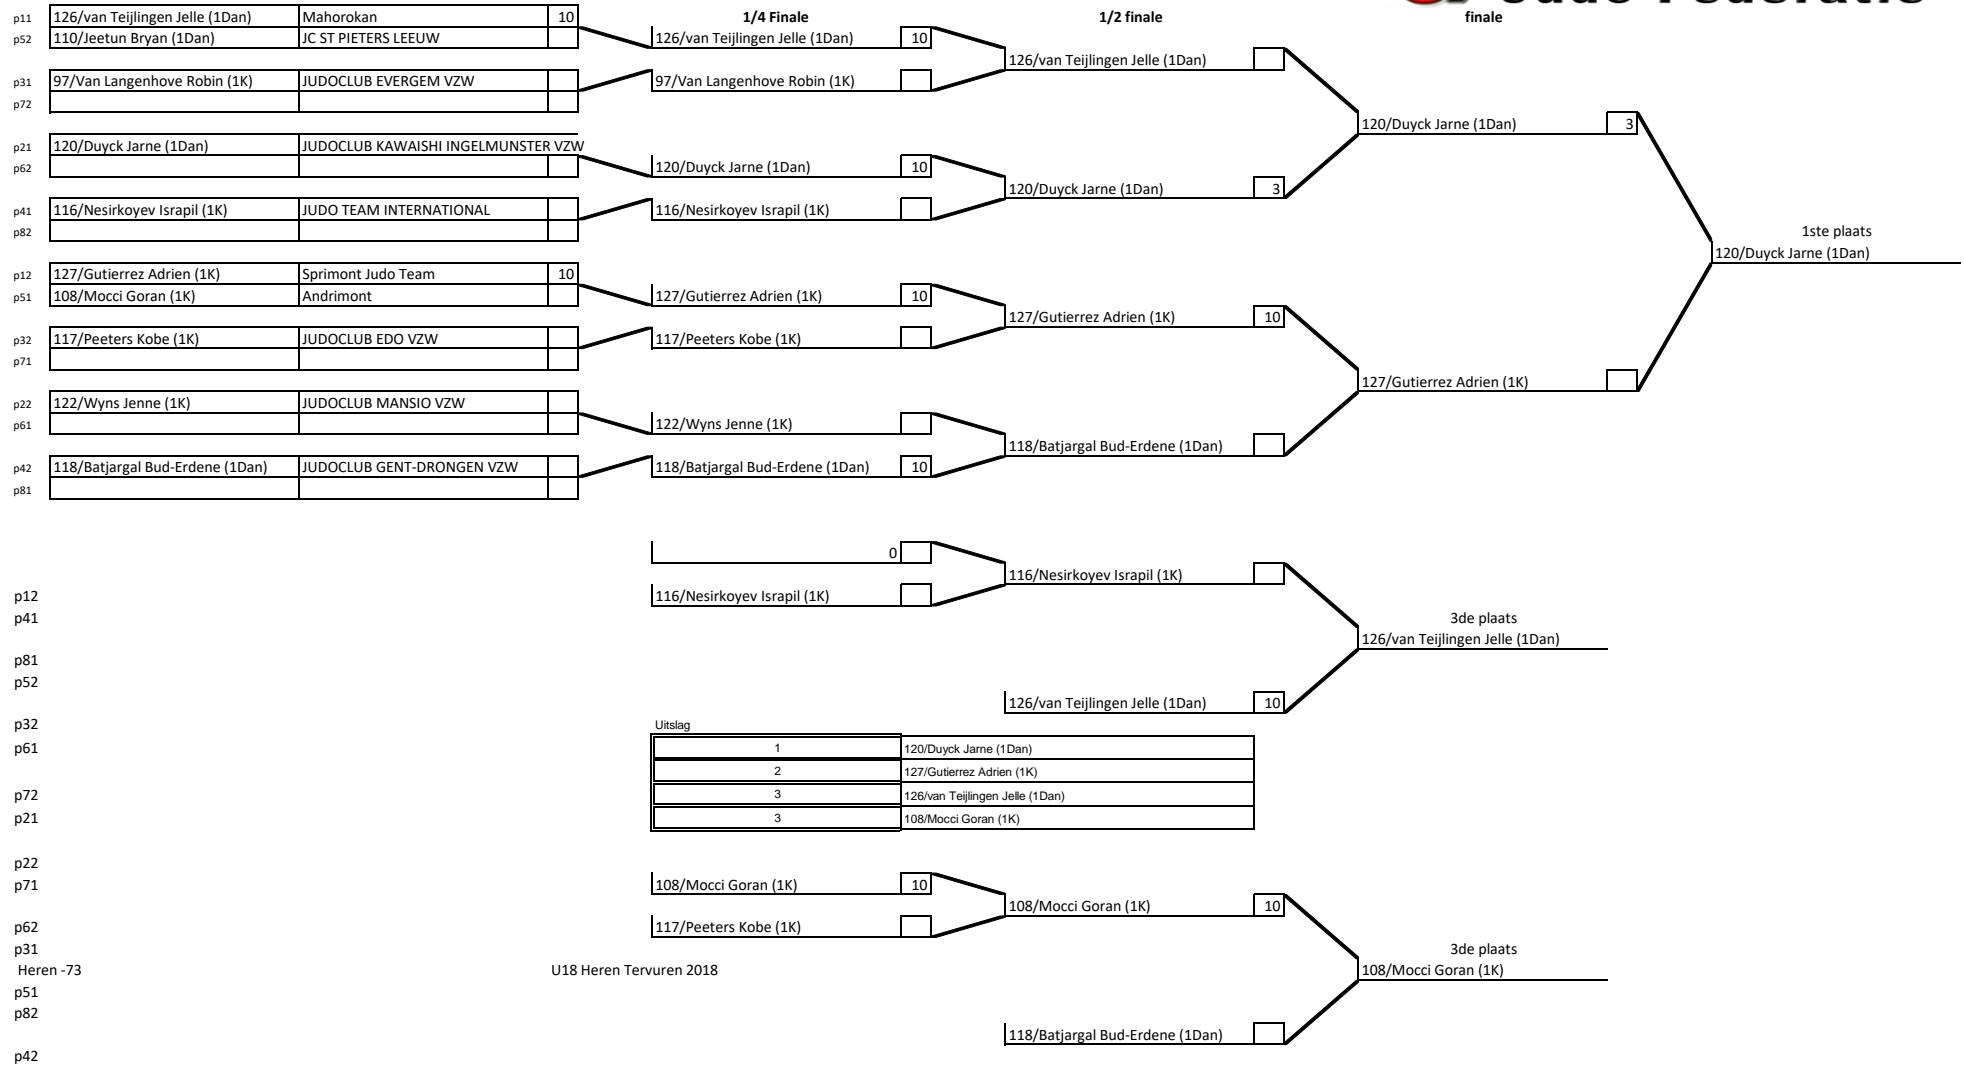 Judo Federatie
1/4 Finale 1/2 finale finale
p11 126/van Teijlingen Jelle (1Dan) Mahorokan 10
p52 110/Jeetun Bryan (1Dan) JC ST PIETERS LEEUW 126/van Teijlingen Jelle (1Dan) 10
126/van Teijlingen Jelle (1Dan)
p31 97/Van Langenhove Robin (1K) JUDOCLUB EVERGEM VZW 97/Van Langenhove Robin (1K)
p72
120/Duyck Jarne (1Dan) 3
p21 120/Duyck Jarne (1Dan) JUDOCLUB KAWAISHI INGELMUNSTER VZW
p62 120/Duyck Jarne (1Dan) 10
120/Duyck Jarne (1Dan) 3
p41 116/Nesirkoyev Israpil (1K) JUDO TEAM INTERNATIONAL 116/Nesirkoyev Israpil (1K)
p82 1ste plaats
120/Duyck Jarne (1Dan)
p12 127/Gutierrez Adrien (1K) Sprimont Judo Team 10
p51 108/Mocci Goran (1K) Andrimont 127/Gutierrez Adrien (1K) 10
127/Gutierrez Adrien (1K) 10
p32 117/Peeters Kobe (1K) JUDOCLUB EDO VZW 117/Peeters Kobe (1K)
p71
127/Gutierrez Adrien (1K)
p22 122/Wyns Jenne (1K) JUDOCLUB MANSIO VZW
p61 122/Wyns Jenne (1K)
118/Batjargal Bud-Erdene (1Dan)
p42 118/Batjargal Bud-Erdene (1Dan) JUDOCLUB GENT-DRONGEN VZW 118/Batjargal Bud-Erdene (1Dan) 10
p81
0
116/Nesirkoyev Israpil (1K)
p12 116/Nesirkoyev Israpil (1K)
p41 3de plaats
126/van Teijlingen Jelle (1Dan)
p81
p52
126/van Teijlingen Jelle (1Dan) 10
p32 Uitslag
p61 1 120/Duyck Jarne (1Dan)
2 127/Gutierrez Adrien (1K)
p72 3 126/van Teijlingen Jelle (1Dan)
p21 3 108/Mocci Goran (1K)
p22
p71 108/Mocci Goran (1K) 10
108/Mocci Goran (1K) 10
p62 117/Peeters Kobe (1K)
p31 3de plaats
Heren -73 U18 Heren Tervuren 2018 108/Mocci Goran (1K)
p51
p82
118/Batjargal Bud-Erdene (1Dan)
p42